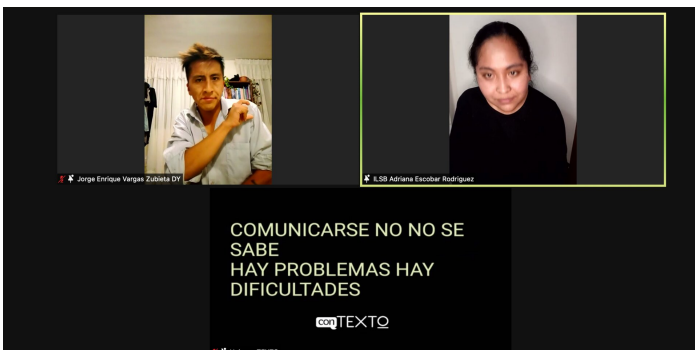 Jorge Enrique Vargas Zubieta DY
ILSB Adriana Escobar Rodríguez
COMUNICARSE NO NO SE
SABE
HAY PROBLEMAS HAY
DIFICULTADES
conTEXTO